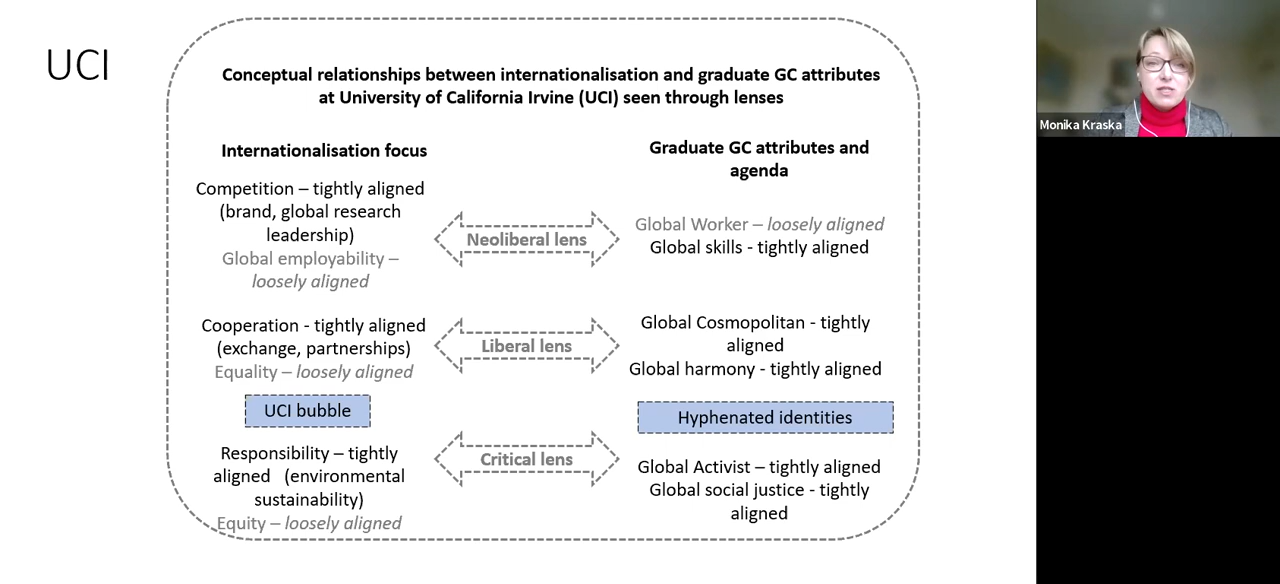 UCI
Conceptual relationships between internationalisation and graduate GC attributes
at University of California Irvine (UCI) seen through lenses
Internationalisation focus
Graduate GC attributes and
agenda
Competition – tightly aligned
(brand, global research
leadership)
Global employability –
loosely aligned
Neoliberal lens
Global Worker – loosely aligned
Global skills - tightly aligned
Cooperation - tightly aligned
(exchange, partnerships)
Equality – loosely aligned
Liberal lens
Global Cosmopolitan - tightly
aligned
Global harmony - tightly aligned
UCI bubble
Hyphenated identities
Responsibility – tightly
aligned (environmental
sustainability)
Equity – loosely aligned
Critical lens
Global Activist – tightly aligned
Global social justice - tightly
aligned
Monika Kraska